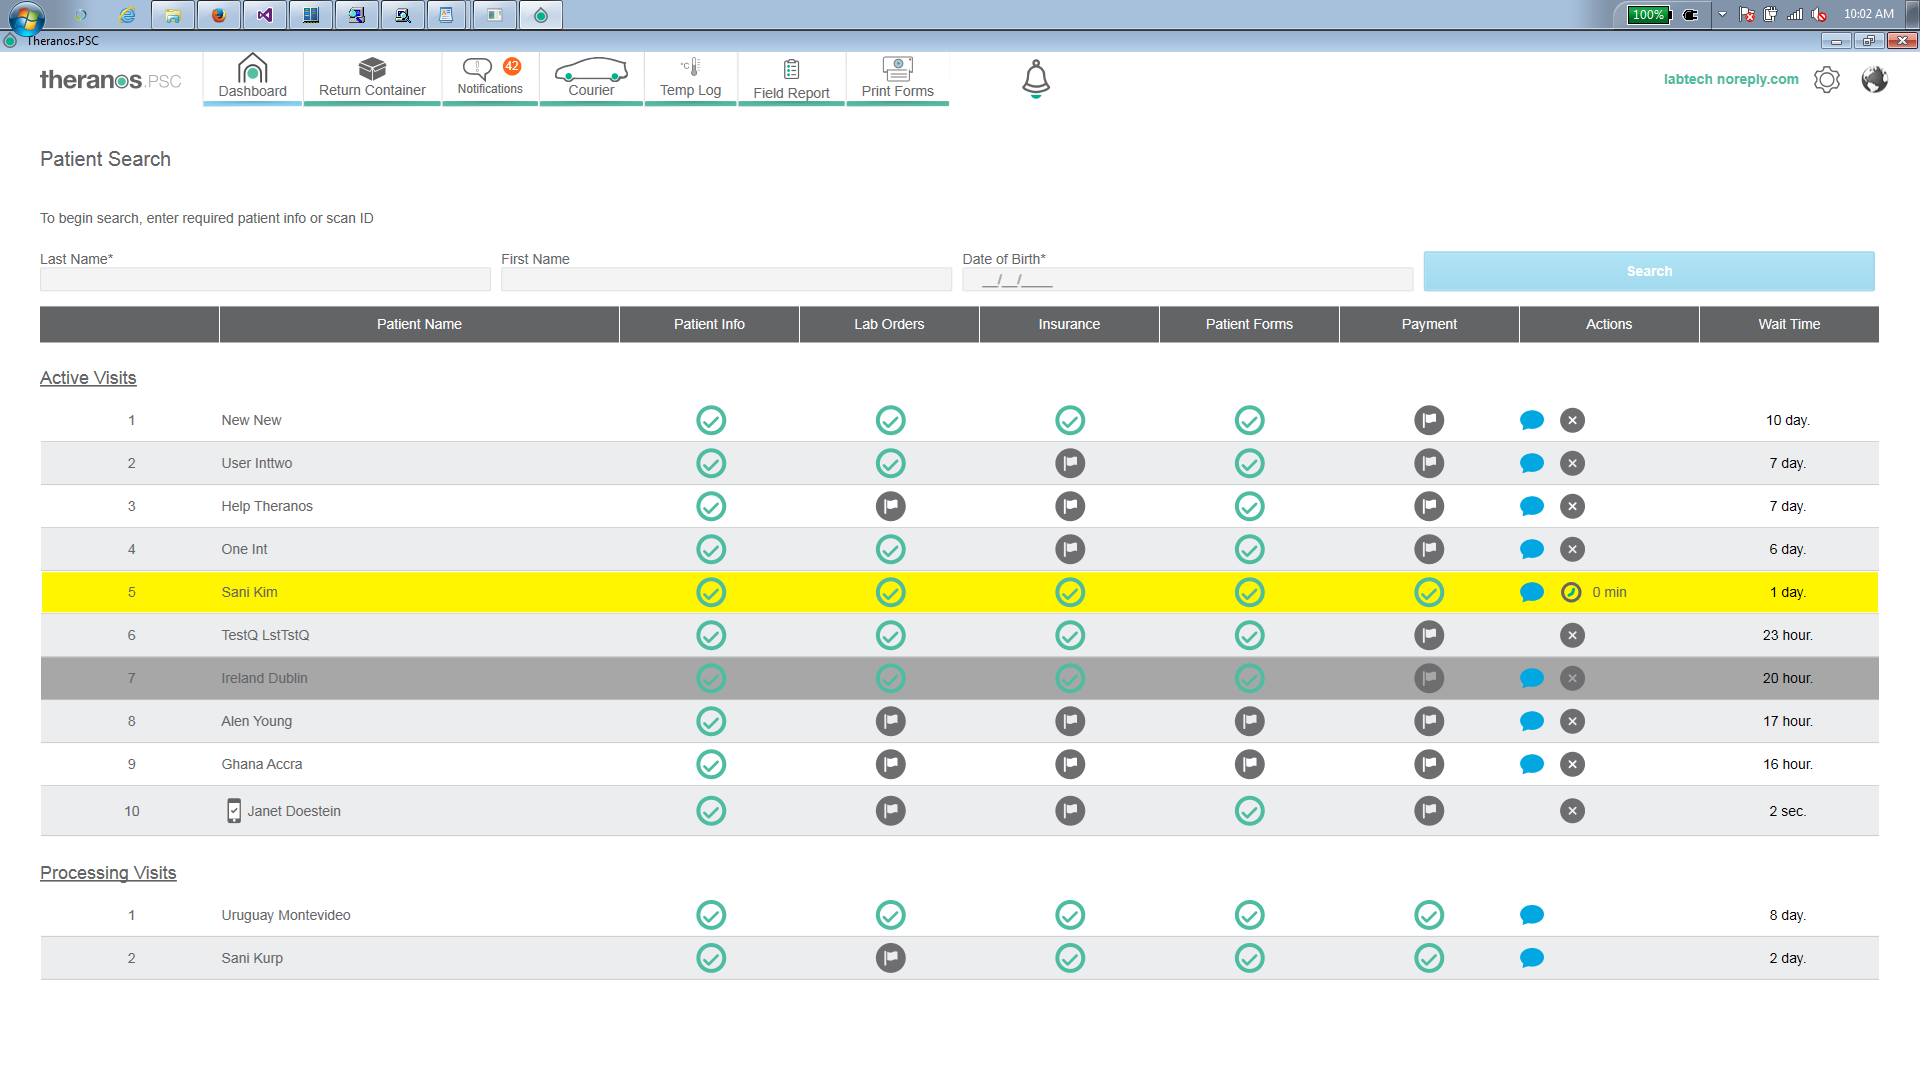 100%
10:02 AM
Theranos.PSC
theranos.PSC
Dashboard
Return Container
42
Notifications
Courier
°C
Temp Log
Field Report
Print Forms
labtech noreply.com
Patient Search
To begin search, enter required patient info or scan ID
Last Name*
First Name
Date of Birth*
__/__/____
Search
Patient Name Patient Info Lab Orders Insurance Patient Forms Payment Actions Wait Time
Active Visits
1 New New 10 day.
2 User Inttwo 7 day.
3 Help Theranos 7 day.
4 One Int 6 day.
5 Sani Kim 0 min 1 day.
6 TestQ LstTstQ 23 hour.
7 Ireland Dublin 20 hour.
8 Alen Young 17 hour.
9 Ghana Accra 16 hour.
10 Janet Doestein 2 sec.
Processing Visits
1 Uruguay Montevideo 8 day.
2 Sani Kurp 2 day.